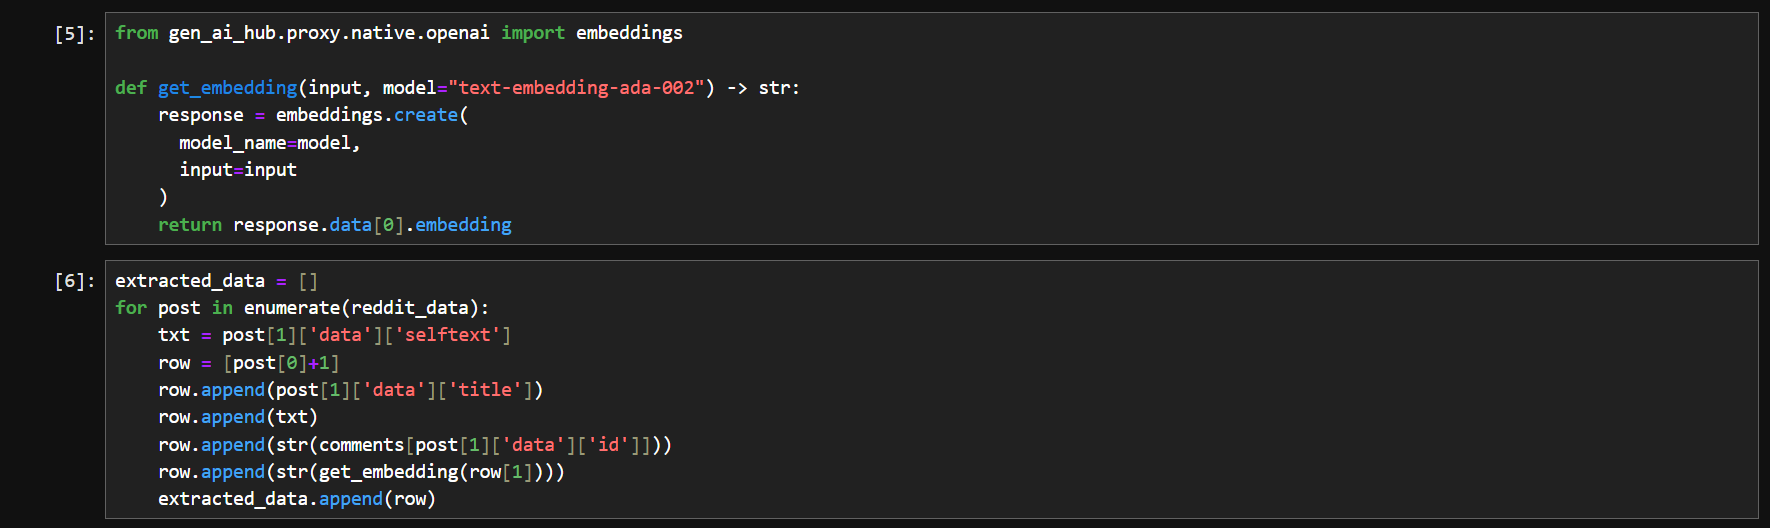 [5]: from gen_ai_hub.proxy.native.openai import embeddings
def get_embedding(input, model="text-embedding-ada-002") -> str:
    response = embeddings.create(
      model_name=model,
      input=input
    )
    return response.data[0].embedding
[6]: extracted_data = []
for post in enumerate(reddit_data):
    txt = post[1]['data']['selftext']
    row = [post[0]+1]
    row.append(post[1]['data']['title'])
    row.append(txt)
    row.append(str(comments[post[1]['data']['id']]))
    row.append(str(get_embedding(row[1])))
    extracted_data.append(row)